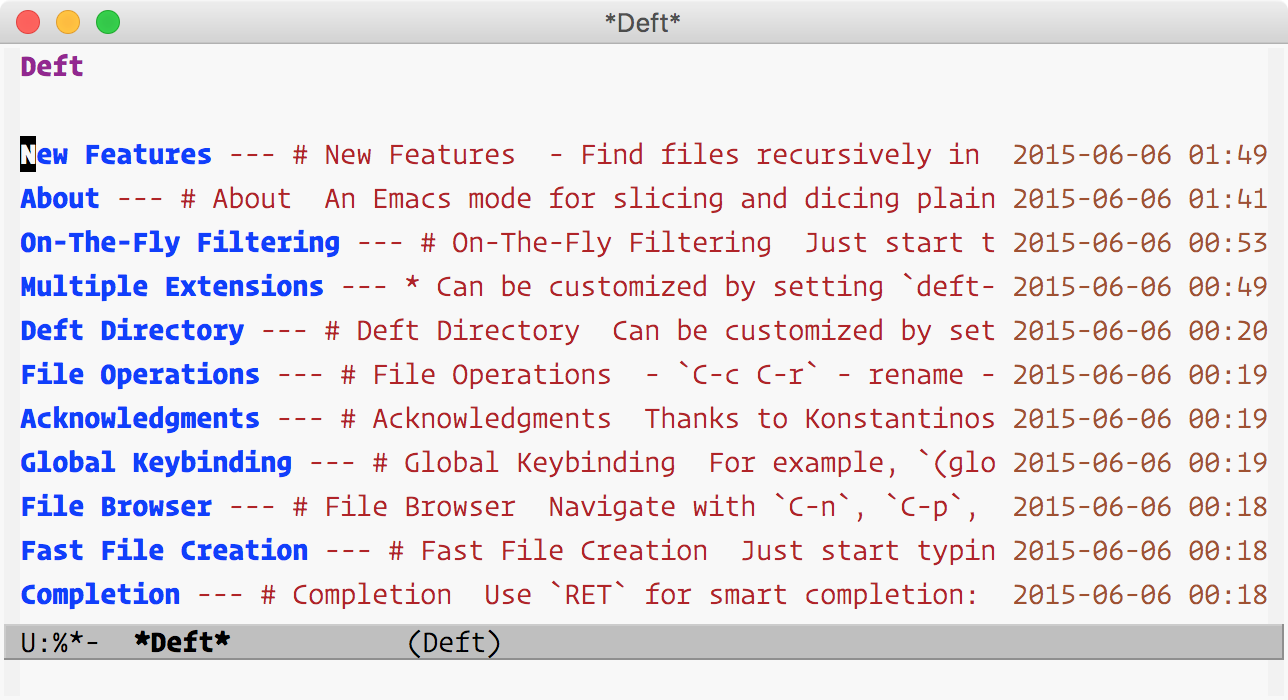 *Deft*
Deft
New Features --- # New Features  - Find files recursively in  2015-06-06 01:49
About --- # About  An Emacs mode for slicing and dicing plain 2015-06-06 01:41
On-The-Fly Filtering --- # On-The-Fly Filtering  Just start t 2015-06-06 00:53
Multiple Extensions --- * Can be customized by setting `deft- 2015-06-06 00:49
Deft Directory --- # Deft Directory  Can be customized by set 2015-06-06 00:20
File Operations --- # File Operations  - `C-c C-r` - rename - 2015-06-06 00:19
Acknowledgments --- # Acknowledgments  Thanks to Konstantinos 2015-06-06 00:19
Global Keybinding --- # Global Keybinding  For example, `(glo 2015-06-06 00:19
File Browser --- # File Browser  Navigate with `C-n`, `C-p`,  2015-06-06 00:18
Fast File Creation --- # Fast File Creation  Just start typin 2015-06-06 00:18
Completion --- # Completion  Use `RET` for smart completion:  2015-06-06 00:18
U:%*-  *Deft*           (Deft)